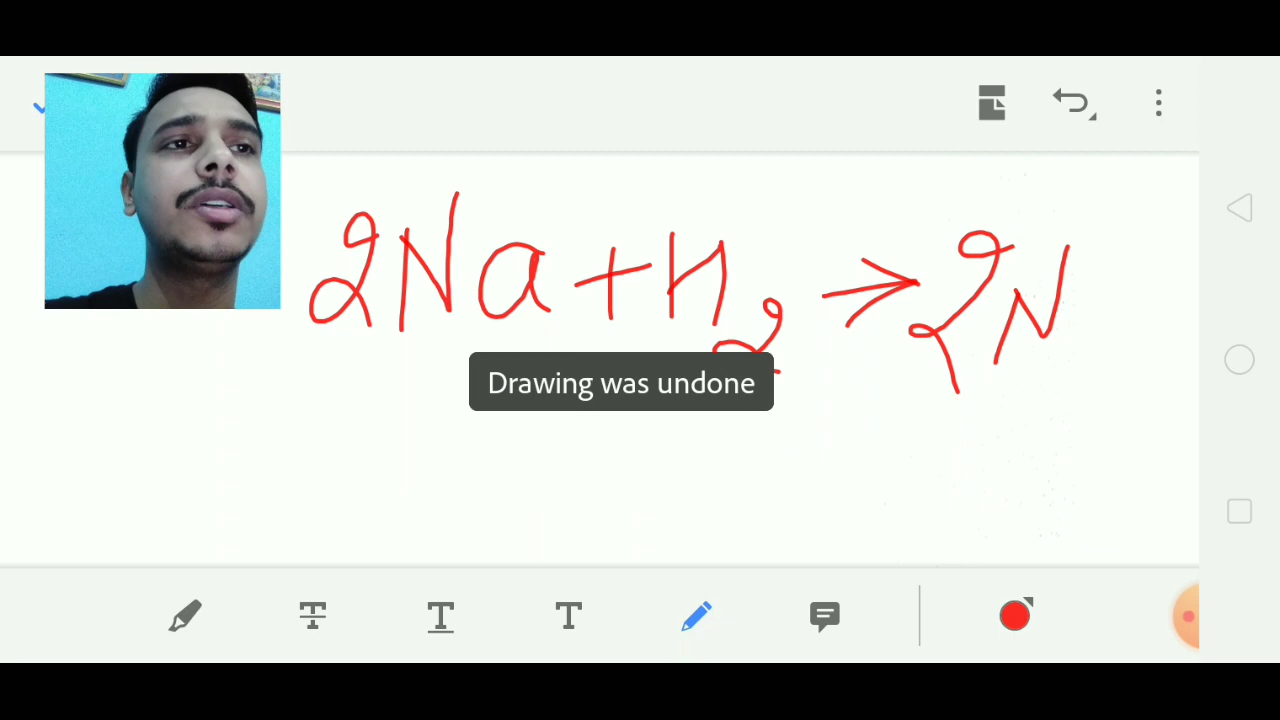 2Na + H₂ → 2N
Drawing was undone
T
T
T